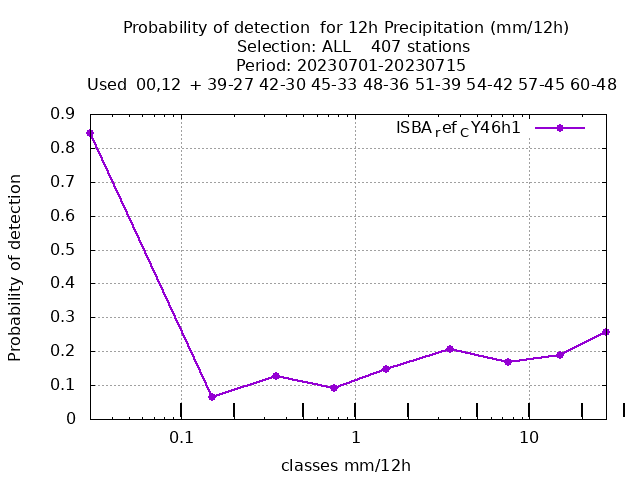 Probability of detection  for 12h Precipitation (mm/12h)
Selection: ALL    407 stations
Period: 20230701-20230715
Used  00,12  + 39-27 42-30 45-33 48-36 51-39 54-42 57-45 60-48
ISBA_ref_CY46h1
0.9
0.8
0.7
0.6
0.5
0.4
0.3
0.2
0.1
0
Probability of detection
0.1 1 10
classes mm/12h